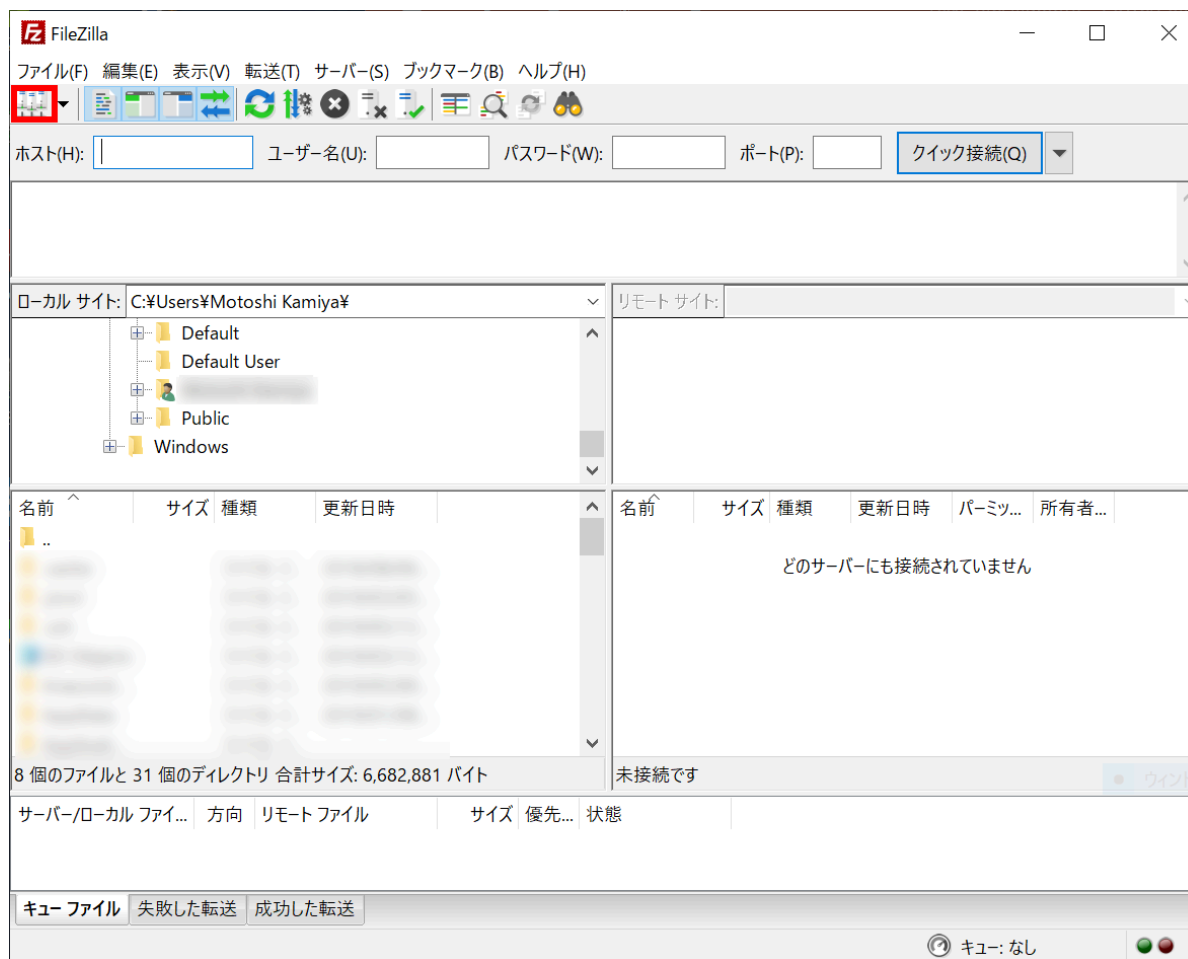 FileZilla
ファイル(F) 編集(E) 表示(V) 転送(T) サーバー(S) ブックマーク(B) ヘルプ(H)
ホスト(H): ユーザー名(U): パスワード(W): ポート(P): クイック接続(Q)
ローカル サイト: C:¥Users¥Motoshi Kamiya¥ リモート サイト:
Default
Default User
Public
Windows
名前 サイズ 種類 更新日時 名前 サイズ 種類 更新日時 パーミッ... 所有者...
..
どのサーバーにも接続されていません
8 個のファイルと 31 個のディレクトリ 合計サイズ: 6,682,881 バイト 未接続です
サーバー/ローカル ファイ... 方向 リモート ファイル サイズ 優先... 状態
キュー ファイル 失敗した転送 成功した転送
キュー: なし